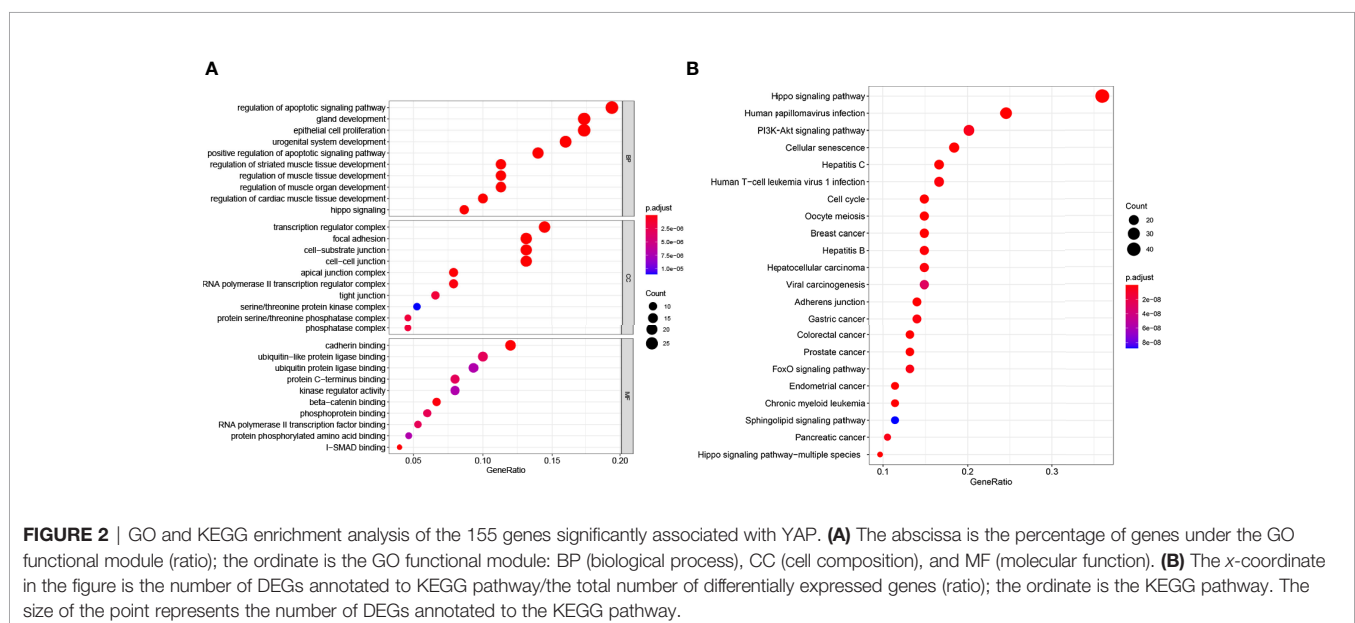 A
regulation of apoptotic signaling pathway
gland development
epithelial cell proliferation
urogenital system development
positive regulation of apoptotic signaling pathway
regulation of striated muscle tissue development
regulation of muscle tissue development
regulation of muscle organ development
regulation of cardiac muscle tissue development
hippo signaling
BP
transcription regulator complex
focal adhesion
cell-substrate junction
cell-cell junction
apical junction complex
RNA polymerase II transcription regulator complex
tight junction
serine/threonine protein kinase complex
protein serine/threonine phosphatase complex
phosphatase complex
CC
cadherin binding
ubiquitin-like protein ligase binding
ubiquitin protein ligase binding
protein C-terminus binding
kinase regulator activity
beta-catenin binding
phosphoprotein binding
RNA polymerase II transcription factor binding
protein phosphorylated amino acid binding
I-SMAD binding
MF
0.05 0.10 0.15 0.20
GeneRatio
p.adjust
2.5e-06
5.0e-06
7.5e-06
1.0e-05
Count
10
15
20
25
B
Hippo signaling pathway
Human papillomavirus infection
PI3K-Akt signaling pathway
Cellular senescence
Hepatitis C
Human T-cell leukemia virus 1 infection
Cell cycle
Oocyte meiosis
Breast cancer
Hepatitis B
Hepatocellular carcinoma
Viral carcinogenesis
Adherens junction
Gastric cancer
Colorectal cancer
Prostate cancer
FoxO signaling pathway
Endometrial cancer
Chronic myeloid leukemia
Sphingolipid signaling pathway
Pancreatic cancer
Hippo signaling pathway-multiple species
0.1 0.2 0.3
GeneRatio
Count
20
30
40
p.adjust
2e-08
4e-08
6e-08
8e-08
FIGURE 2 | GO and KEGG enrichment analysis of the 155 genes significantly associated with YAP. (A) The abscissa is the percentage of genes under the GO
functional module (ratio); the ordinate is the GO functional module: BP (biological process), CC (cell composition), and MF (molecular function). (B) The x-coordinate
in the figure is the number of DEGs annotated to KEGG pathway/the total number of differentially expressed genes (ratio); the ordinate is the KEGG pathway. The
size of the point represents the number of DEGs annotated to the KEGG pathway.